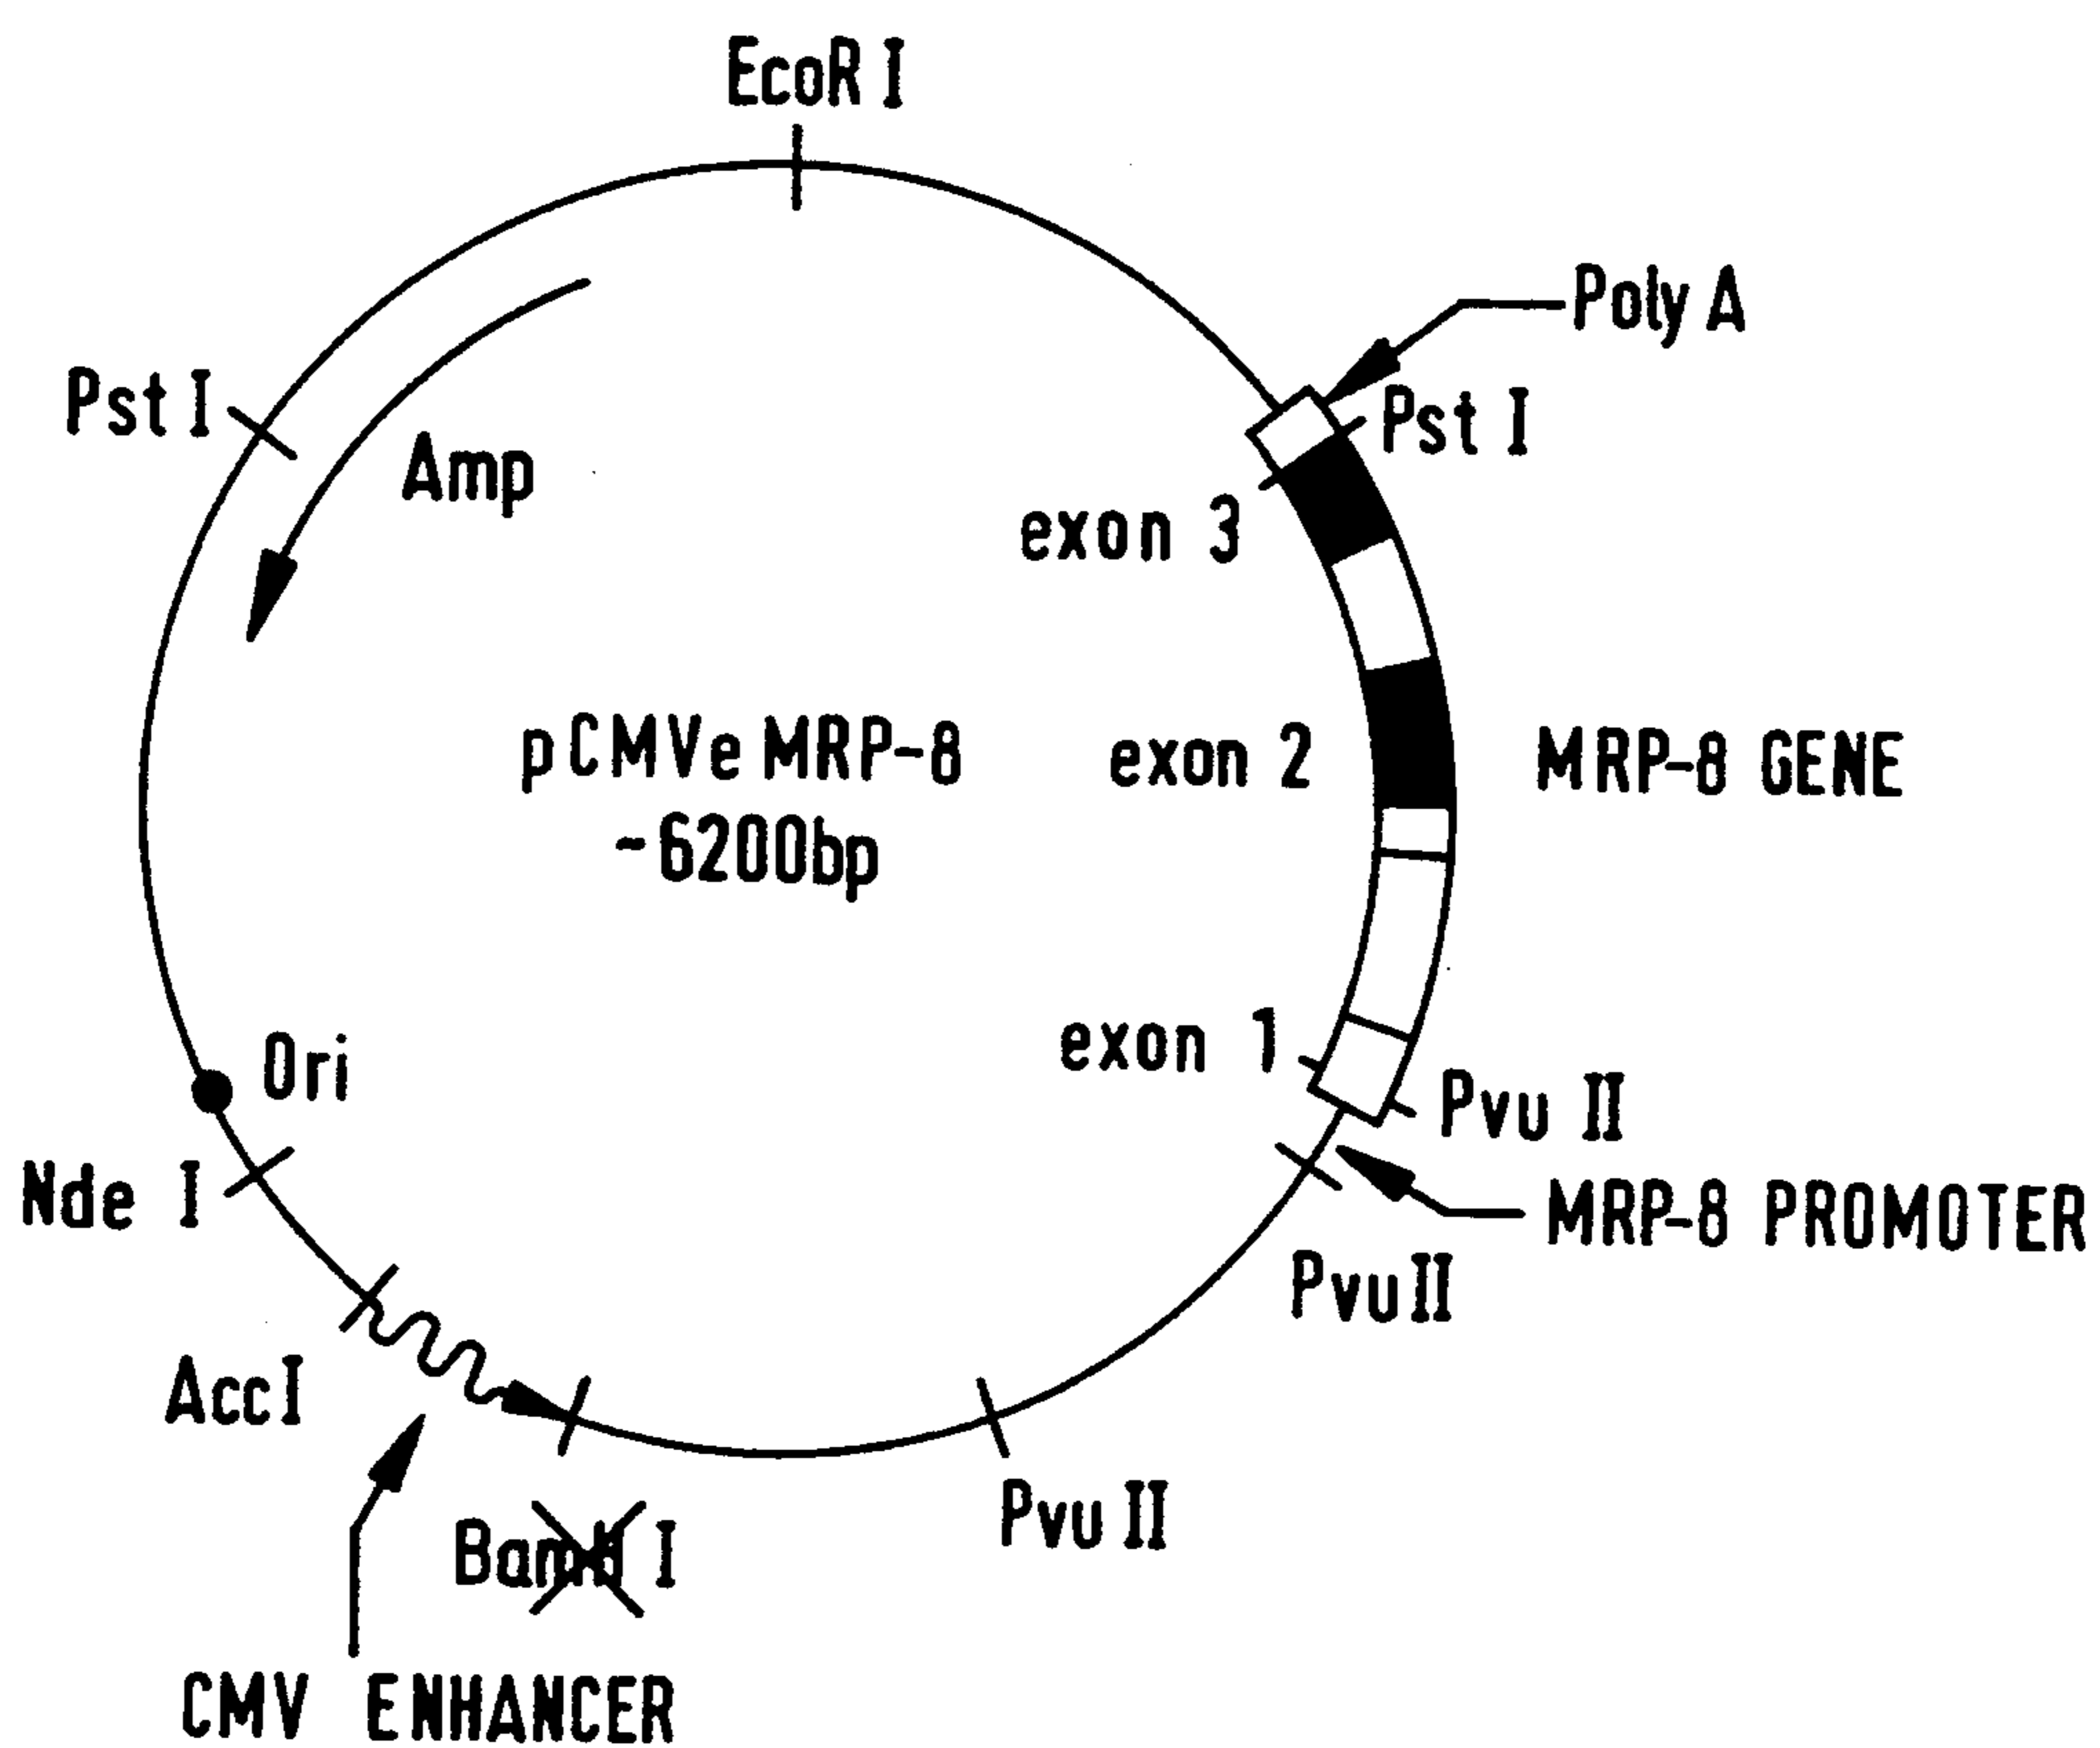 EcoR I
Poly A
Pst I
Pst I
Amp
exon 3
pCMVe MRP-8
~6200bp
exon 2
MRP-8 GENE
exon 1
Ori
Pvu II
Nde I
MRP-8 PROMOTER
Pvu II
Acc I
Pvu II
BamH I
CMV ENHANCER